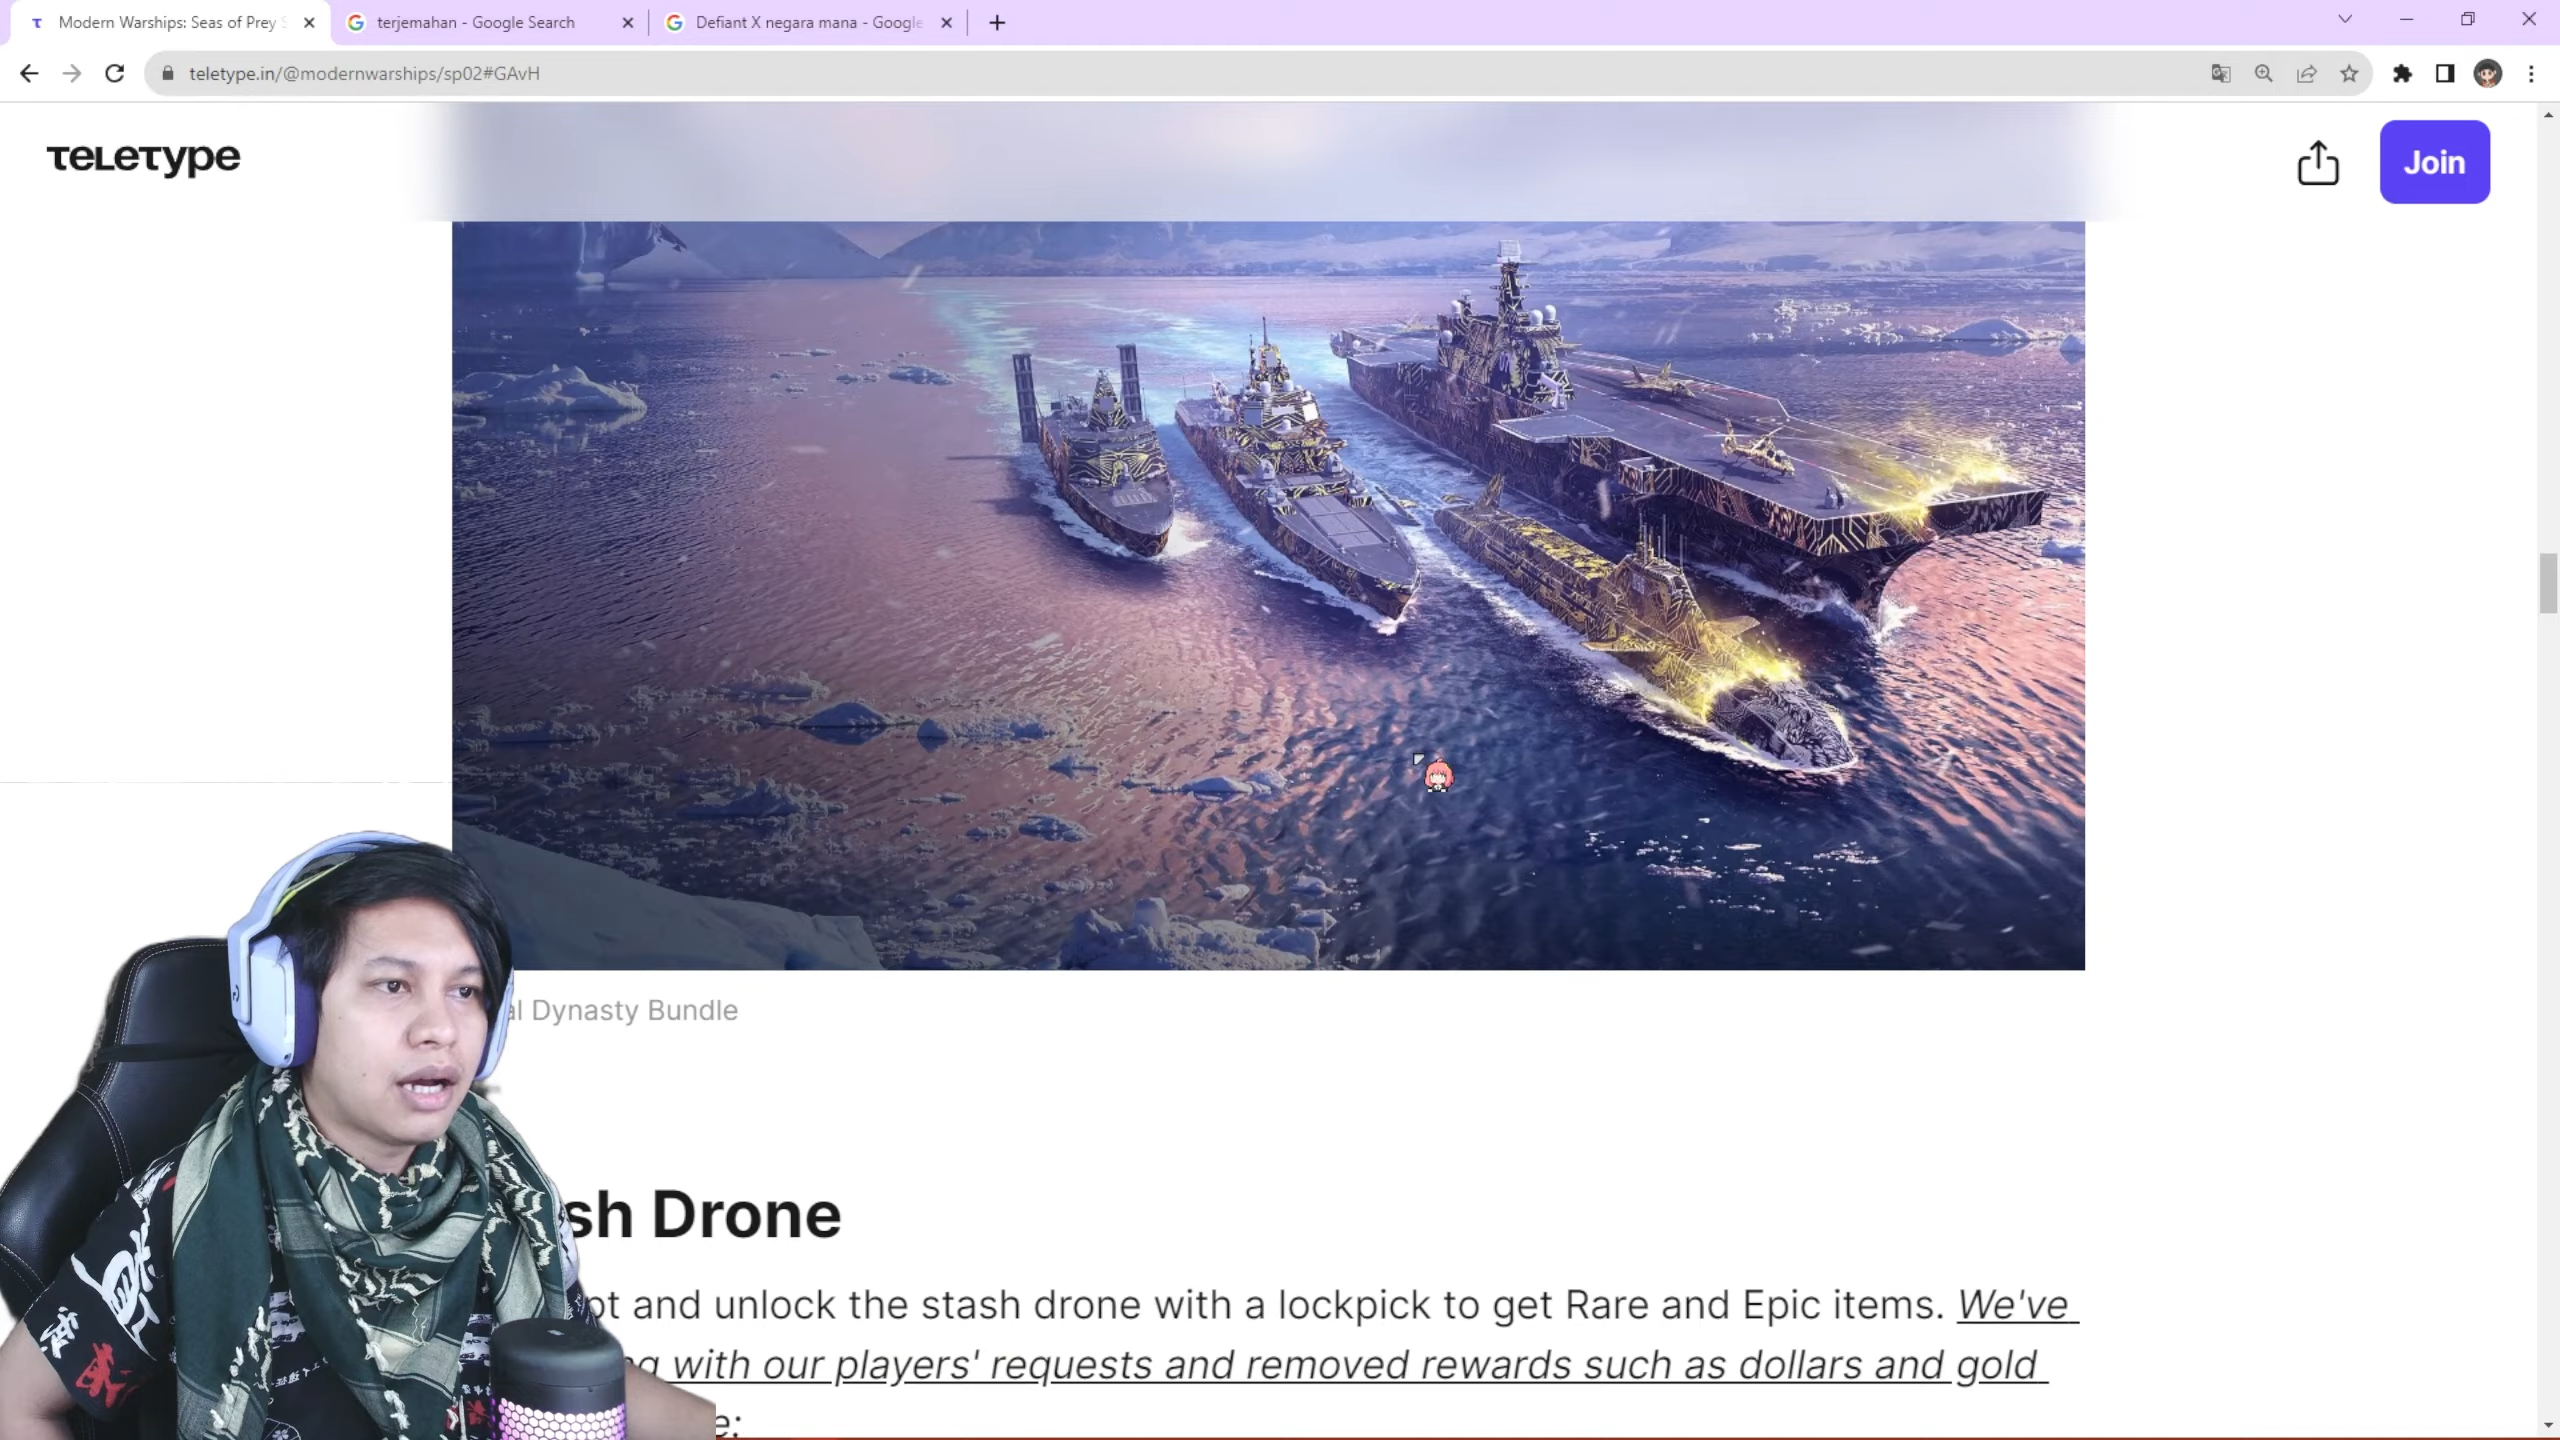 Modern Warships: Seas of Prey
terjemahan - Google Search
Defiant X negara mana - Google
teletype.in/@modernwarships/sp02#GAvH
TELETYPE
Join
al Dynasty Bundle
sh Drone
pt and unlock the stash drone with a lockpick to get Rare and Epic items. We've
with our players' requests and removed rewards such as dollars and gold
e: